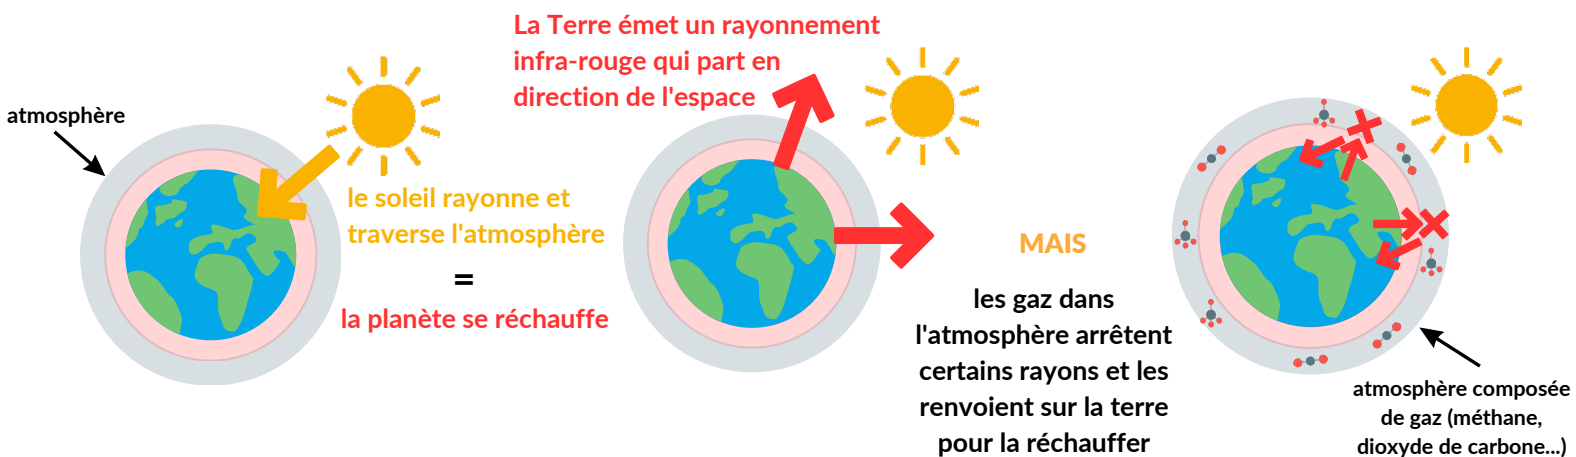 atmosphère
le soleil rayonne et
traverse l'atmosphère
=
la planète se réchauffe
La Terre émet un rayonnement
infra-rouge qui part en
direction de l'espace
MAIS
les gaz dans
l'atmosphère arrêtent
certains rayons et les
renvoient sur la terre
pour la réchauffer
atmosphère composée
de gaz (méthane,
dioxyde de carbone...)